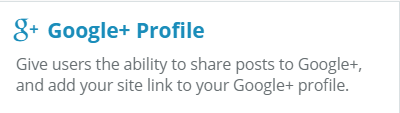 g+ Google+ Profile
Give users the ability to share posts to Google+,
and add your site link to your Google+ profile.